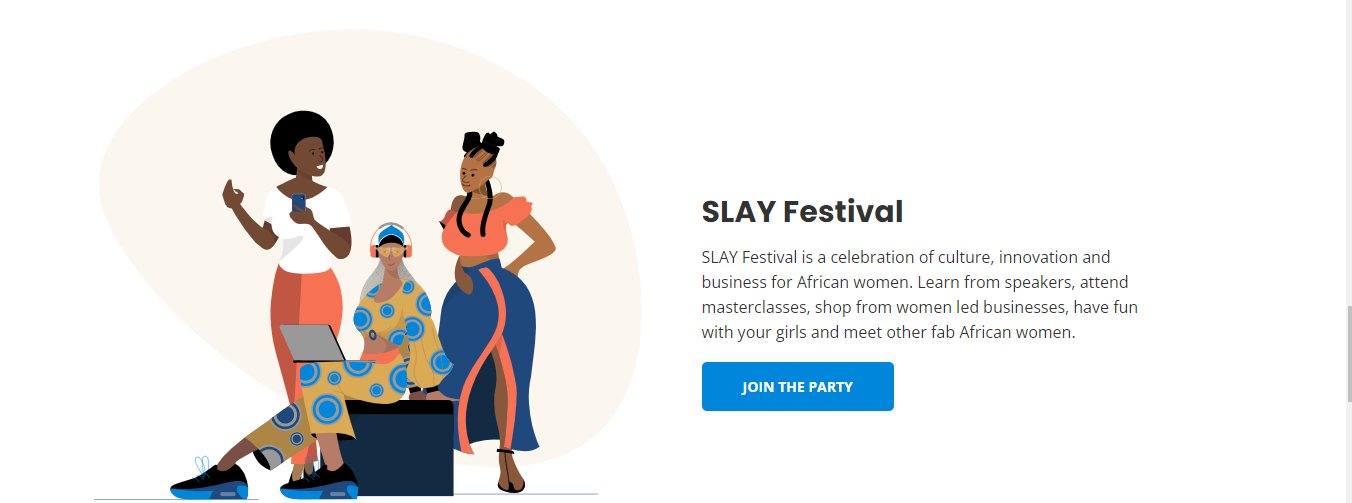 SLAY Festival
SLAY Festival is a celebration of culture, innovation and
business for African women. Learn from speakers, attend
masterclasses, shop from women led businesses, have fun
with your girls and meet other fab African women.
JOIN THE PARTY